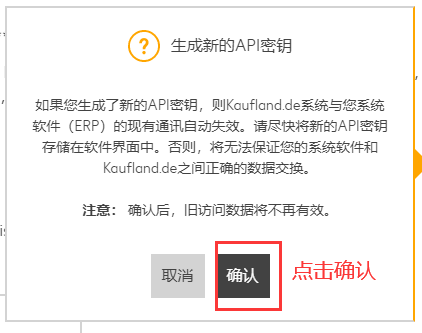 生成新的API密钥
如果您生成了新的API密钥，则Kaufland.de系统与您系统
软件（ERP）的现有通讯自动失效。请尽快将新的API密钥
存储在软件界面中。否则，将无法保证您的系统软件和
Kaufland.de之间正确的数据交换。
注意： 确认后，旧访问数据将不再有效。
取消 确认 点击确认